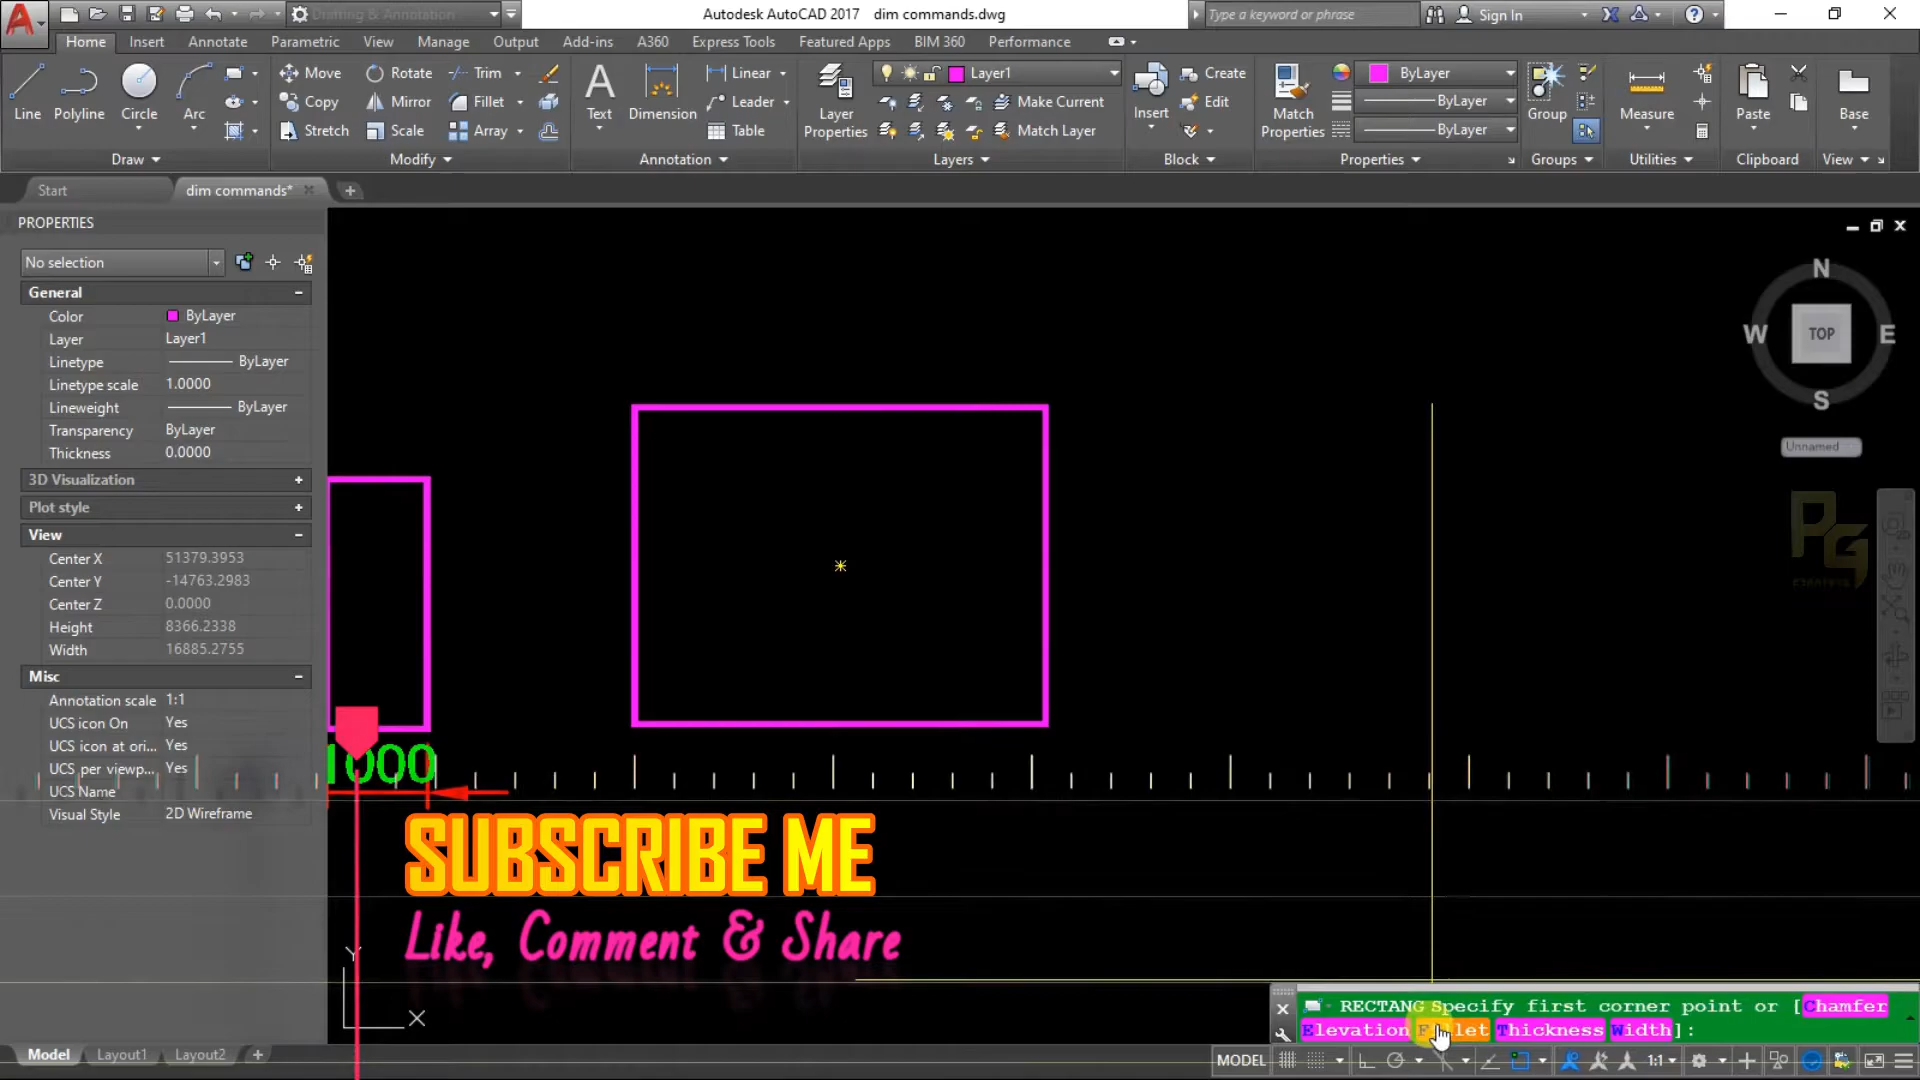 Drafting & Annotation
Autodesk AutoCAD 2017 dim commands.dwg
Type a keyword or phrase
Sign In
Home Insert Annotate Parametric View Manage Output Add-ins A360 Express Tools Featured Apps BIM 360 Performance
Line Polyline Circle Arc
Move Rotate Trim
Copy Mirror Fillet
Stretch Scale Array
Text Dimension
Linear
Leader
Table
Layer Properties
Layer1
Make Current
Match Layer
Insert
Create
Edit
Match Properties
ByLayer
ByLayer
ByLayer
Group Measure Paste Base
Draw Modify Annotation Layers Block Properties Groups Utilities Clipboard View
Start dim commands*
PROPERTIES
No selection
General
Color ByLayer
Layer Layer1
Linetype ByLayer
Linetype scale 1.0000
Lineweight ByLayer
Transparency ByLayer
Thickness 0.0000
3D Visualization
Plot style
View
Center X 51379.3953
Center Y -14763.2983
Center Z 0.0000
Height 8366.2338
Width 16885.2755
Misc
Annotation scale 1:1
UCS icon On Yes
UCS icon at ori... Yes
UCS per viewp... Yes
UCS Name
Visual Style 2D Wireframe
N
W TOP E
S
Unnamed
PG
1000
SUBSCRIBE ME
Like, Comment & Share
Y
X
RECTANG Specify first corner point or [Chamfer
Elevation Fillet Thickness Width]:
Model Layout1 Layout2
MODEL 1:1